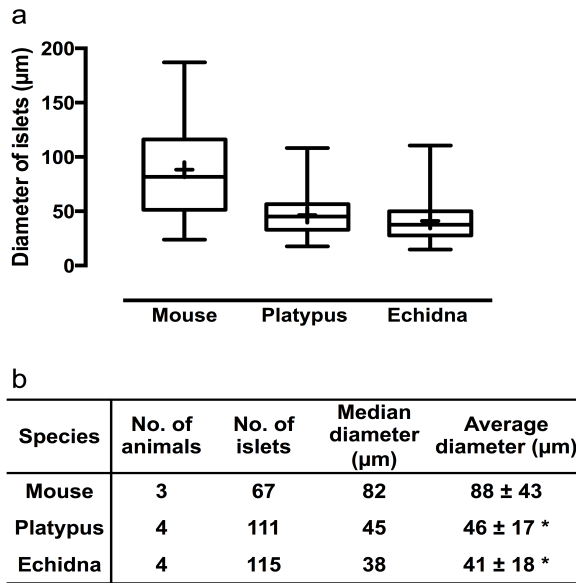 a
Diameter of islets (µm)
200
150
100
50
0
Mouse Platypus Echidna
b
Species No. of animals No. of islets Median diameter (µm) Average diameter (µm)
Mouse 3 67 82 88 ± 43
Platypus 4 111 45 46 ± 17 *
Echidna 4 115 38 41 ± 18 *